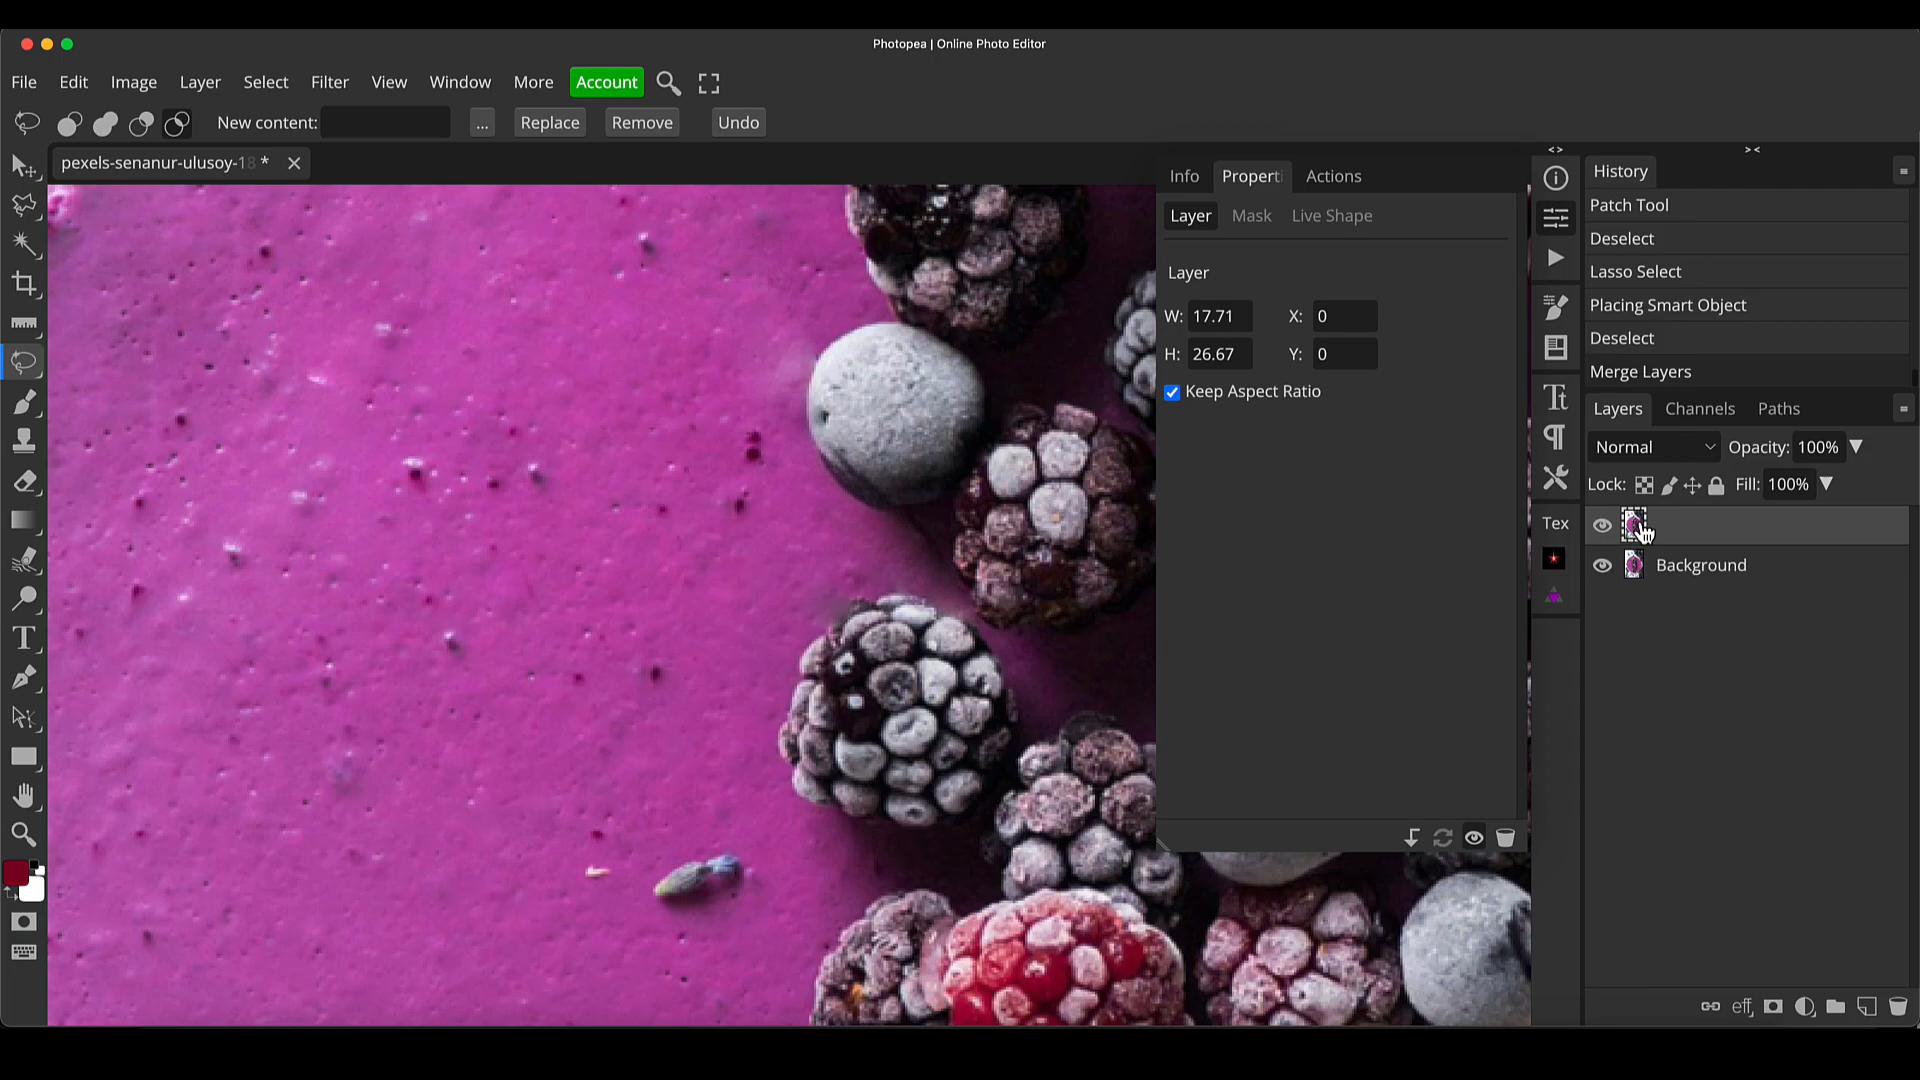 Photopea | Online Photo Editor
File Edit Image Layer Select Filter View Window More Account
New content: ... Replace Remove Undo
pexels-senanur-ulusoy-18 *
Info Properti Actions
Layer Mask Live Shape
Layer
W: 17.71 X: 0
H: 26.67 Y: 0
Keep Aspect Ratio
Tex
History
Patch Tool
Deselect
Lasso Select
Placing Smart Object
Deselect
Merge Layers
Layers Channels Paths
Normal Opacity: 100%
Lock: Fill: 100%
Background
eff